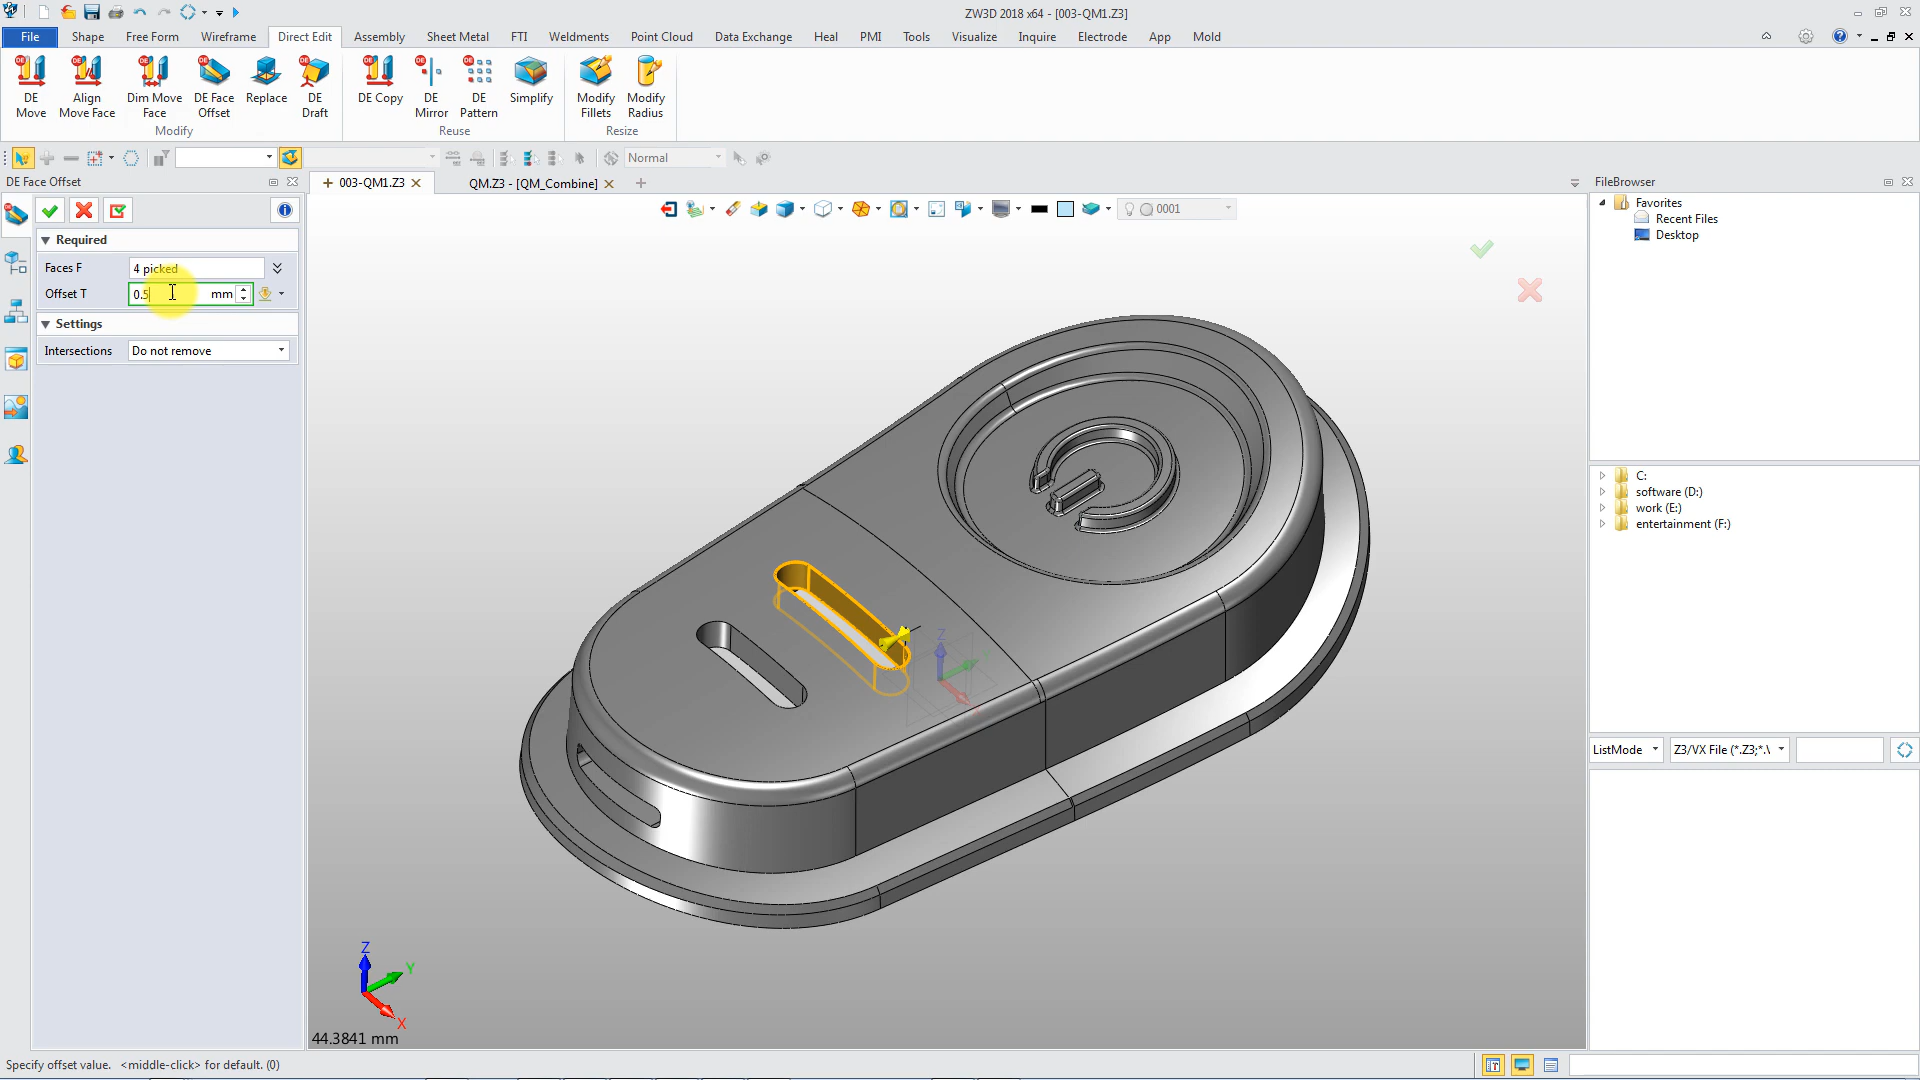 ZW3D 2018 x64 - [003-QM1.Z3]
File Shape Free Form Wireframe Direct Edit Assembly Sheet Metal FTI Weldments Point Cloud Data Exchange Heal PMI Tools Visualize Inquire Electrode App Mold
DE Move
Align Move Face
Dim Move Face
DE Face Offset
Replace
DE Draft
DE Copy
DE Mirror
DE Pattern
Simplify
Modify Fillets
Modify Radius
Modify Reuse Resize
Normal
DE Face Offset
003-QM1.Z3
QM.Z3 - [QM_Combine]
FileBrowser
0001
Required
Faces F 4 picked
Offset T 0.5 mm
Settings
Intersections Do not remove
Favorites
Recent Files
Desktop
C:
software (D:)
work (E:)
entertainment (F:)
ListMode Z3/VX File (*.Z3;*.\
Z
Y
X
Z
44.3841 mm
Specify offset value. <middle-click> for default. (0)